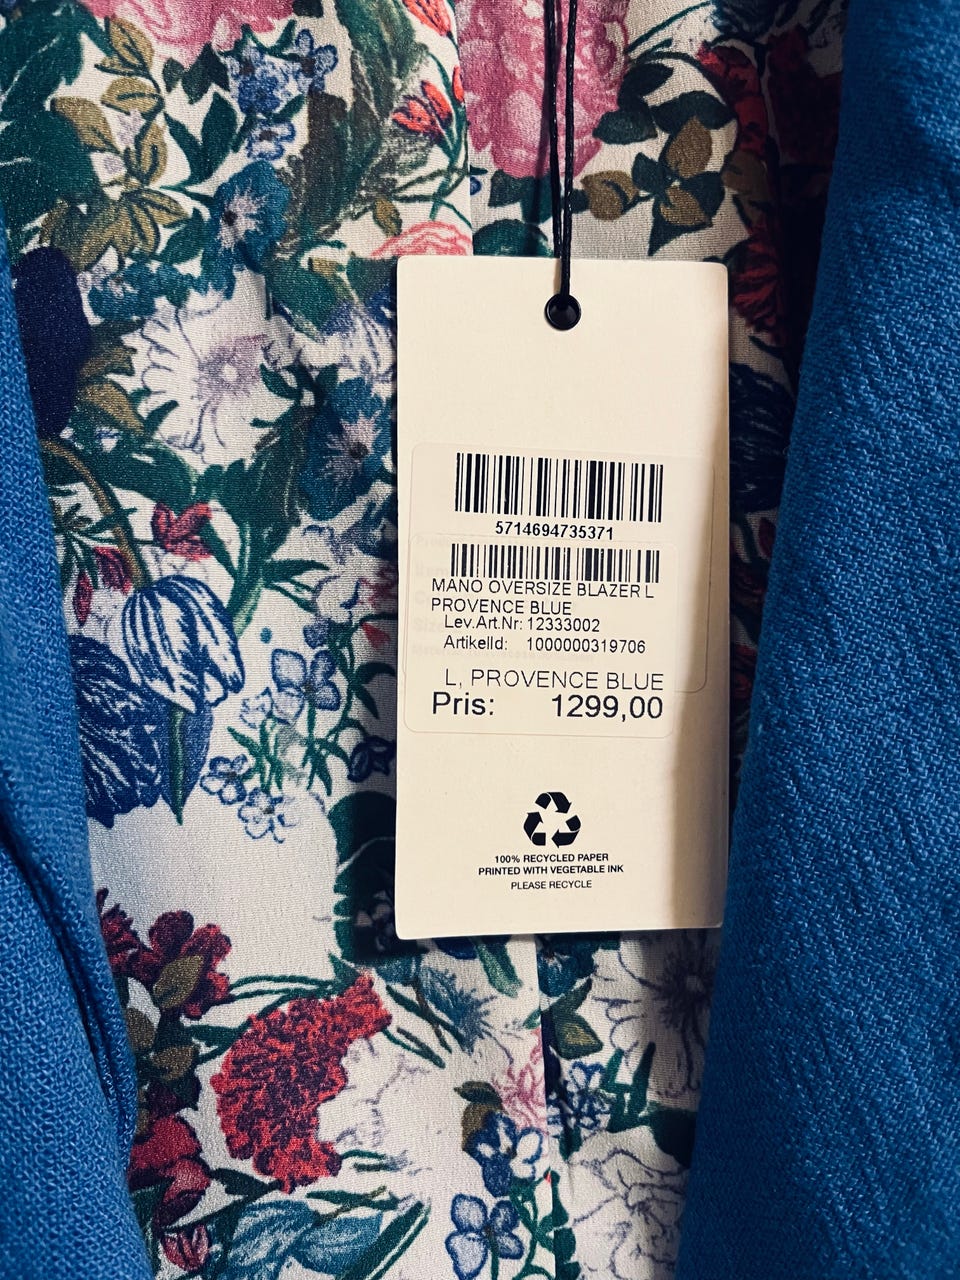 5714694735371
MANO OVERSIZE BLAZER L
PROVENCE BLUE
Lev.Art.Nr: 12333002
ArtikelId: 1000000319706
L, PROVENCE BLUE
Pris: 1299,00
100% RECYCLED PAPER
PRINTED WITH VEGETABLE INK
PLEASE RECYCLE